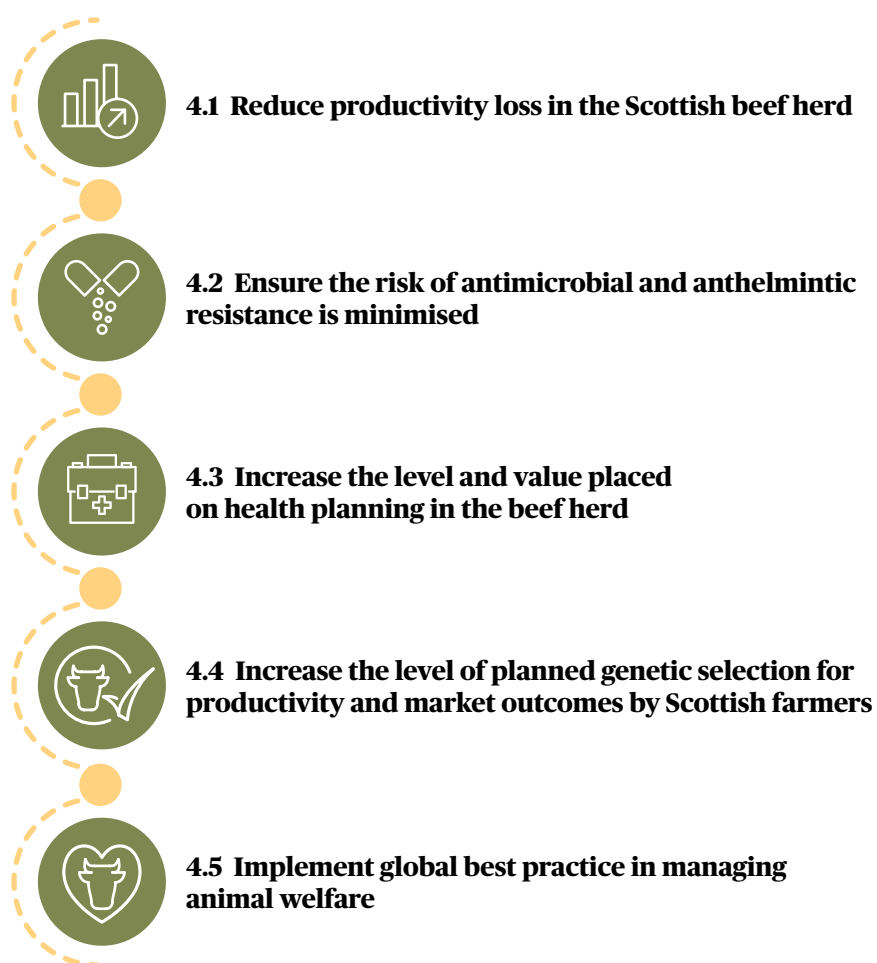 4.1 Reduce productivity loss in the Scottish beef herd
4.2 Ensure the risk of antimicrobial and anthelmintic
resistance is minimised
4.3 Increase the level and value placed
on health planning in the beef herd
4.4 Increase the level of planned genetic selection for
productivity and market outcomes by Scottish farmers
4.5 Implement global best practice in managing
animal welfare